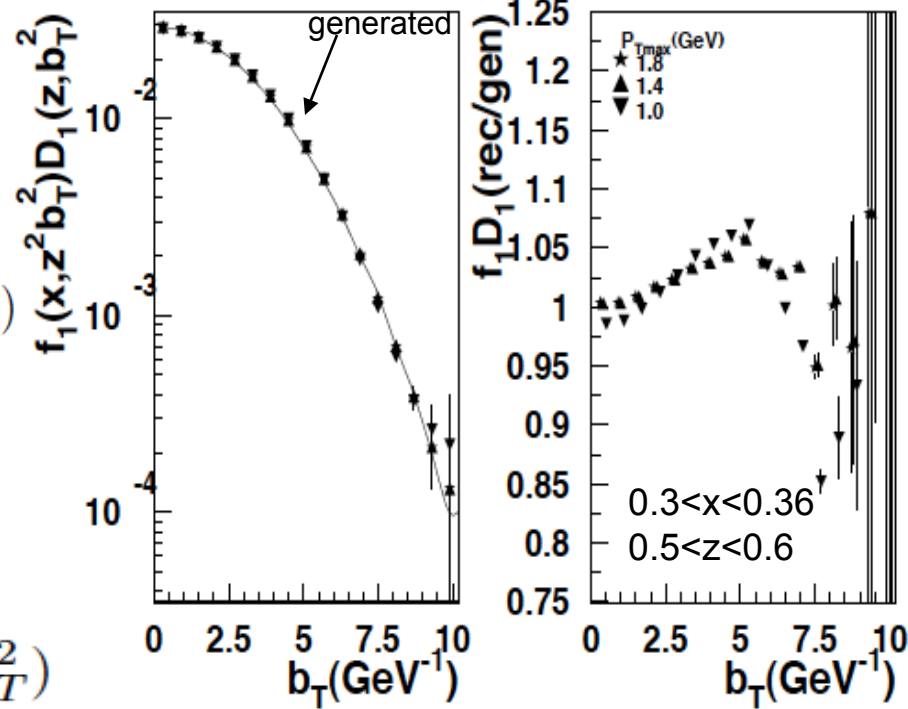 )
2
T)
f1(x,z²bT²)D1(z,bT²)
generated
10⁻²
10⁻³
10⁻⁴
0 2.5 5 7.5 10
bT(GeV⁻¹)
f1D1(rec/gen)
1.25
1.2
1.15
1.1
1.05
1
0.95
0.9
0.85
0.8
0.75
PTmax(GeV)
1.8
1.4
1.0
0.3<x<0.36
0.5<z<0.6
0 2.5 5 7.5 10
bT(GeV⁻¹)